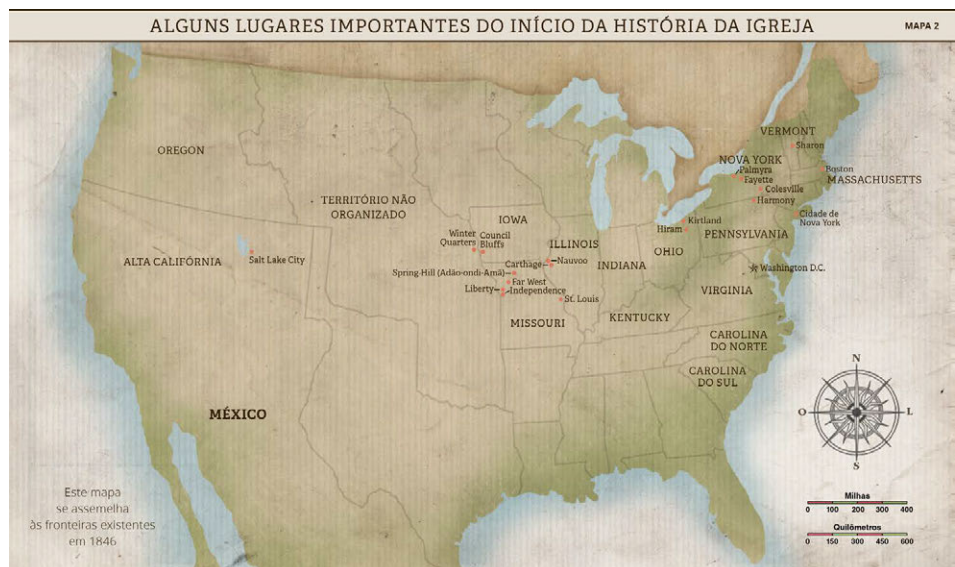 ALGUNS LUGARES IMPORTANTES DO INÍCIO DA HISTÓRIA DA IGREJA
MAPA 2
OREGON
TERRITÓRIO NÃO
ORGANIZADO
ALTA CALIFÓRNIA
Salt Lake City
MÉXICO
IOWA
Winter
Quarters
Council
Bluffs
ILLINOIS
Nauvoo
Carthage
Spring Hill (Adão-ondi-Amã)
Far West
Liberty
Independence
St. Louis
MISSOURI
INDIANA
KENTUCKY
OHIO
Kirtland
Hiram
VERMONT
Sharon
NOVA YORK
Palmyra
Fayette
Colesville
Harmony
Boston
MASSACHUSETTS
Cidade de
Nova York
PENNSYLVANIA
Washington D.C.
VIRGINIA
CAROLINA
DO NORTE
CAROLINA
DO SUL
N
O
L
S
Este mapa
se assemelha
às fronteiras existentes
em 1846
Milhas
0 100 200 300 400
Quilômetros
0 150 300 450 600